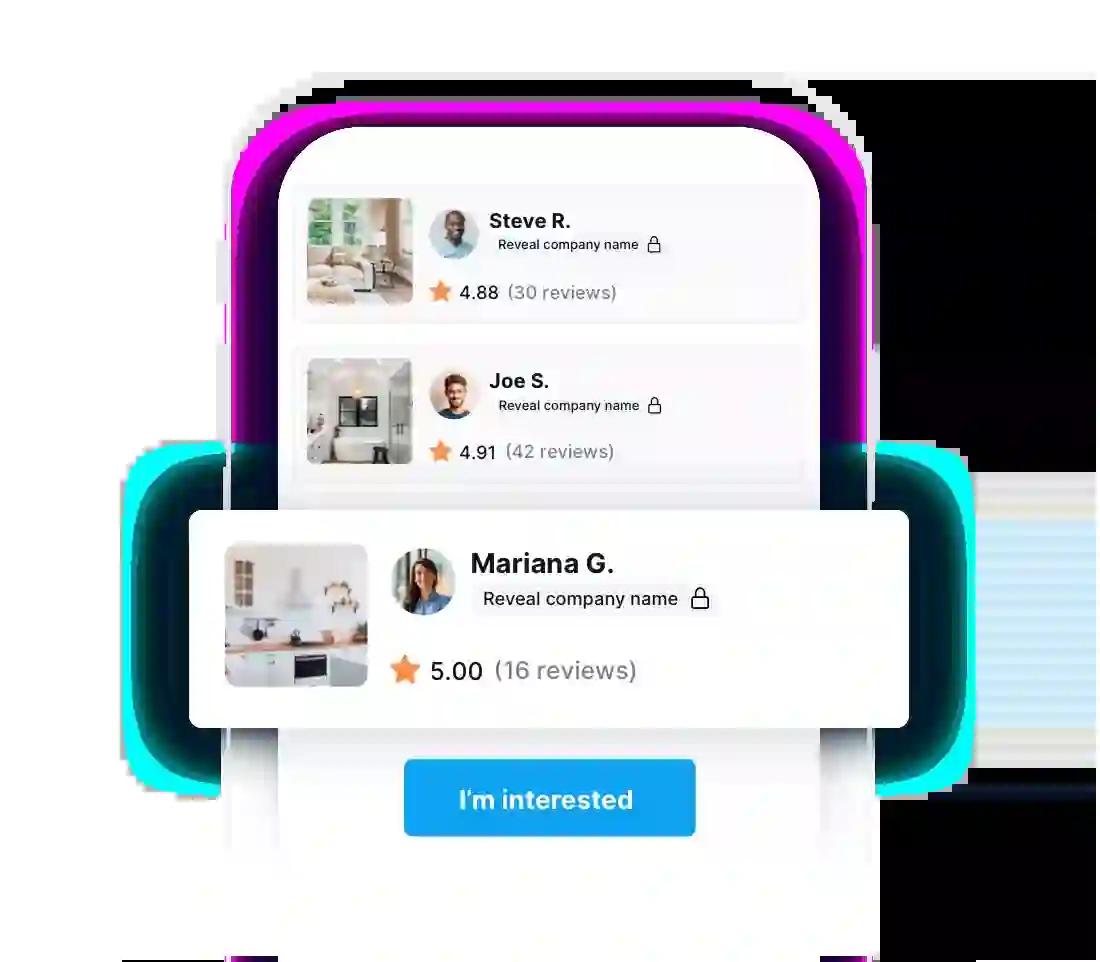 Steve R.
Reveal company name
4.88 (30 reviews)
Joe S.
Reveal company name
4.91 (42 reviews)
Mariana G.
Reveal company name
5.00 (16 reviews)
I'm interested